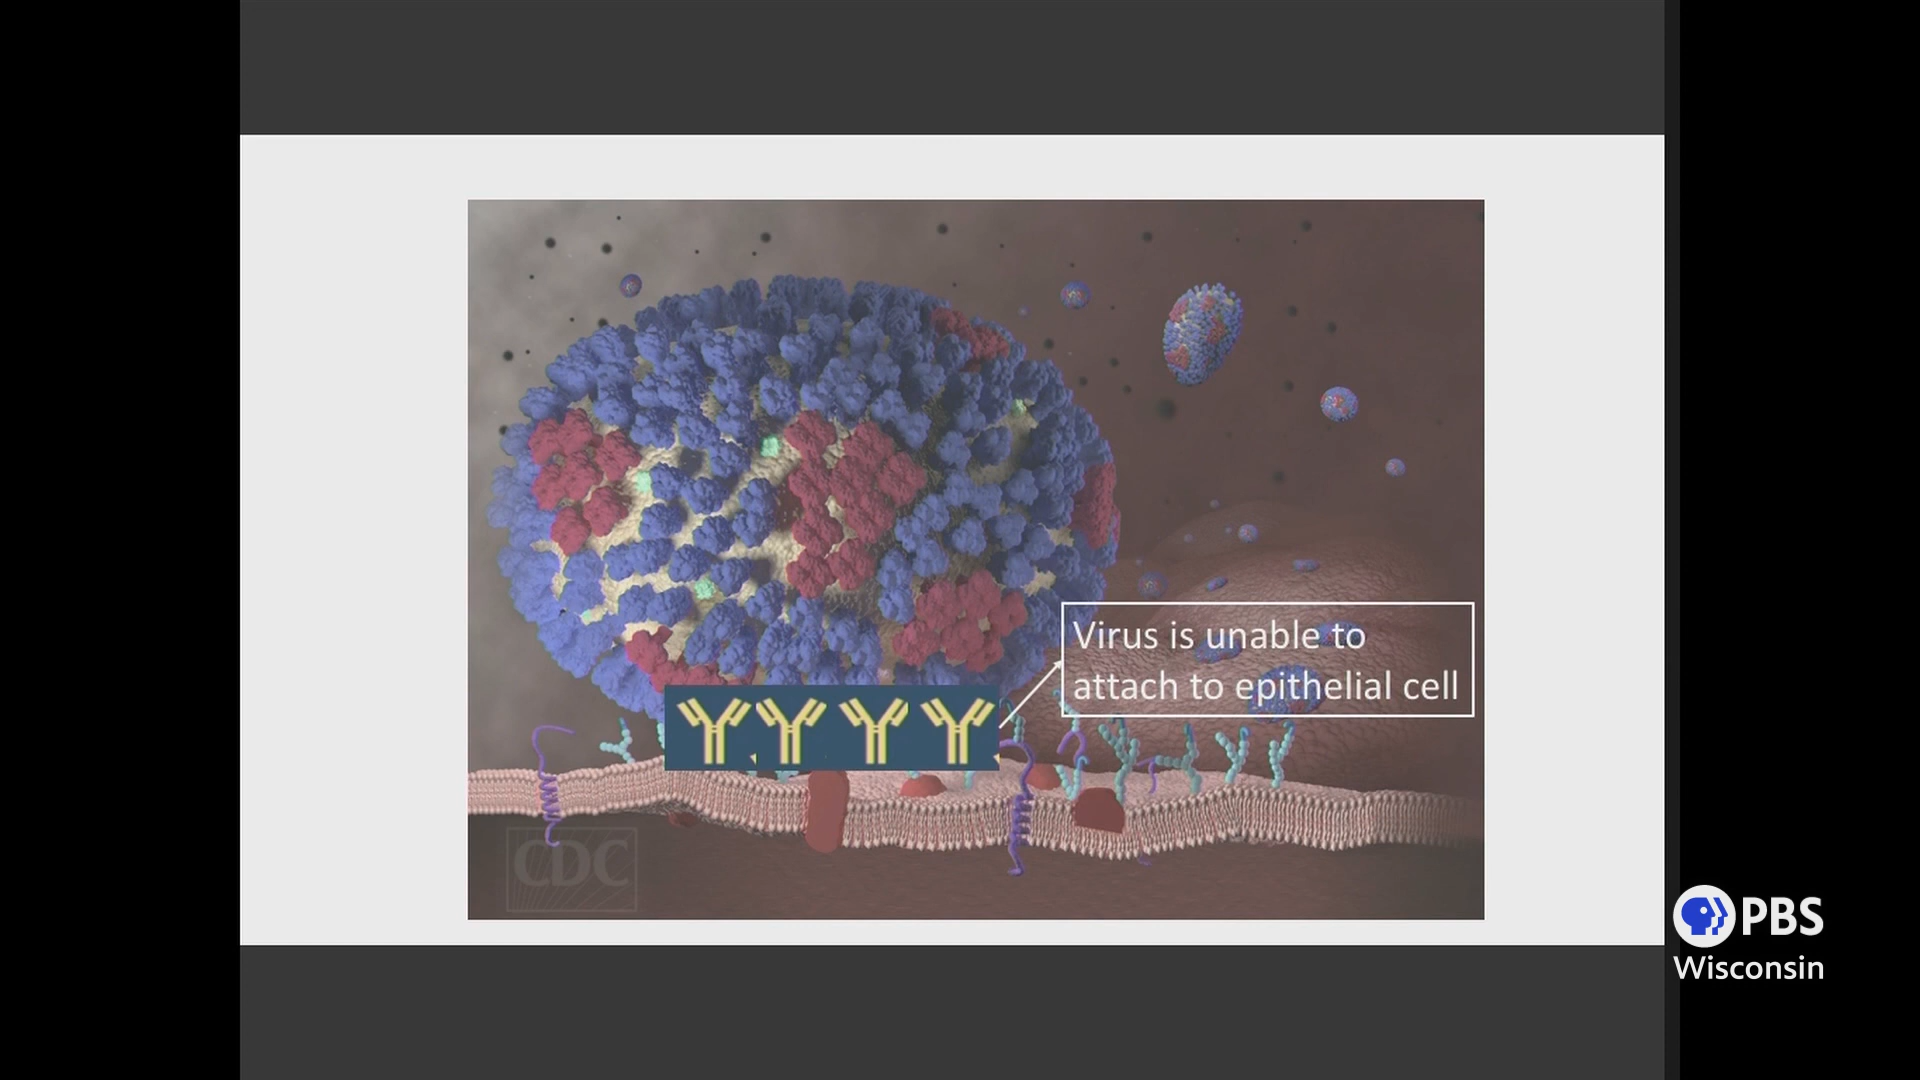 Virus is unable to
attach to epithelial cell
CDC
PBS
Wisconsin